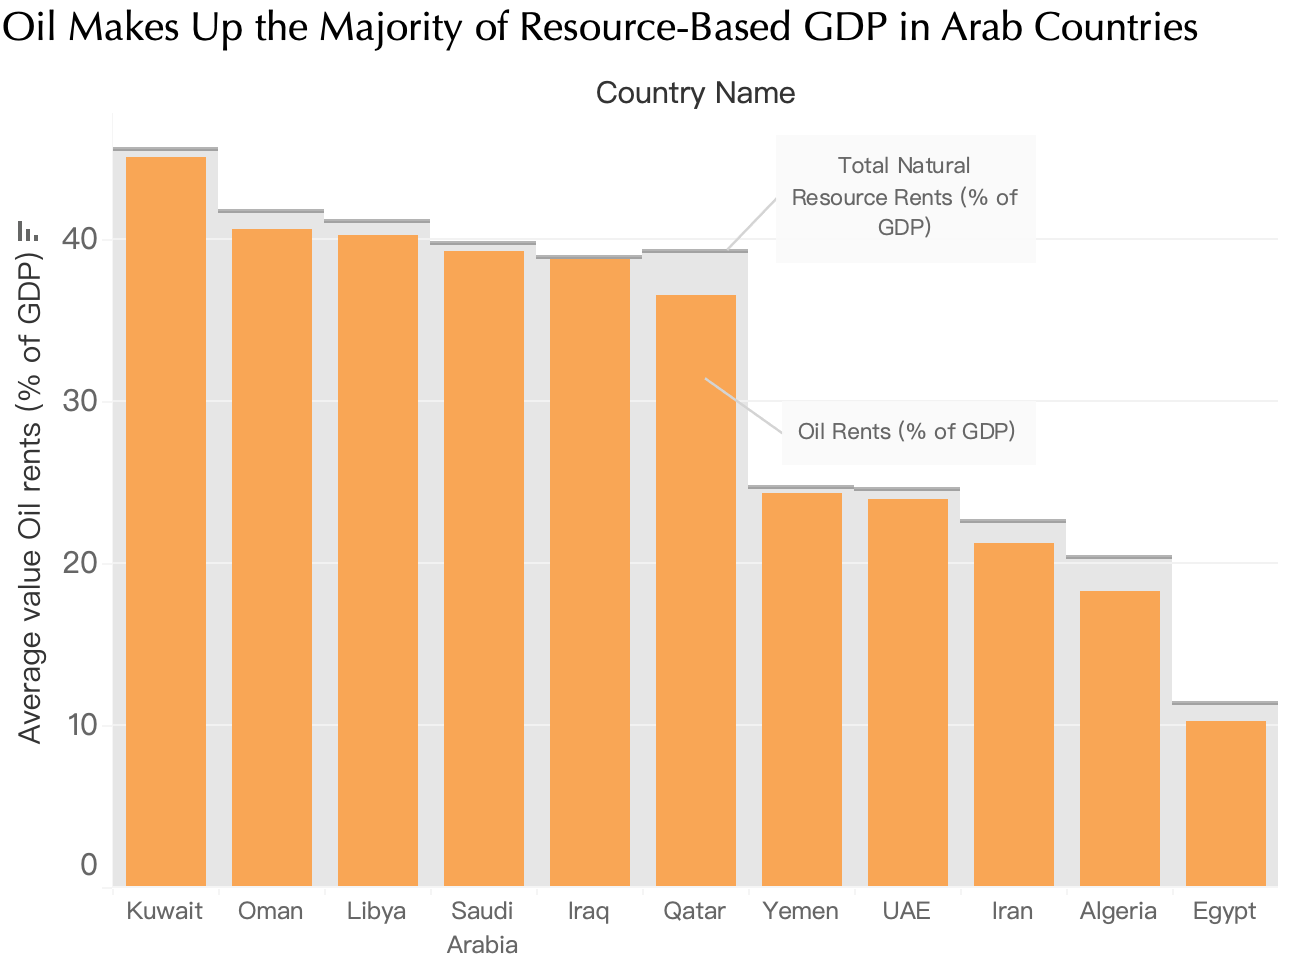 Oil Makes Up the Majority of Resource-Based GDP in Arab Countries
Country Name
Total Natural
Resource Rents (% of
GDP)
Oil Rents (% of GDP)
Average value Oil rents (% of GDP)
40
30
20
10
0
Kuwait
Oman
Libya
Saudi
Arabia
Iraq
Qatar
Yemen
UAE
Iran
Algeria
Egypt